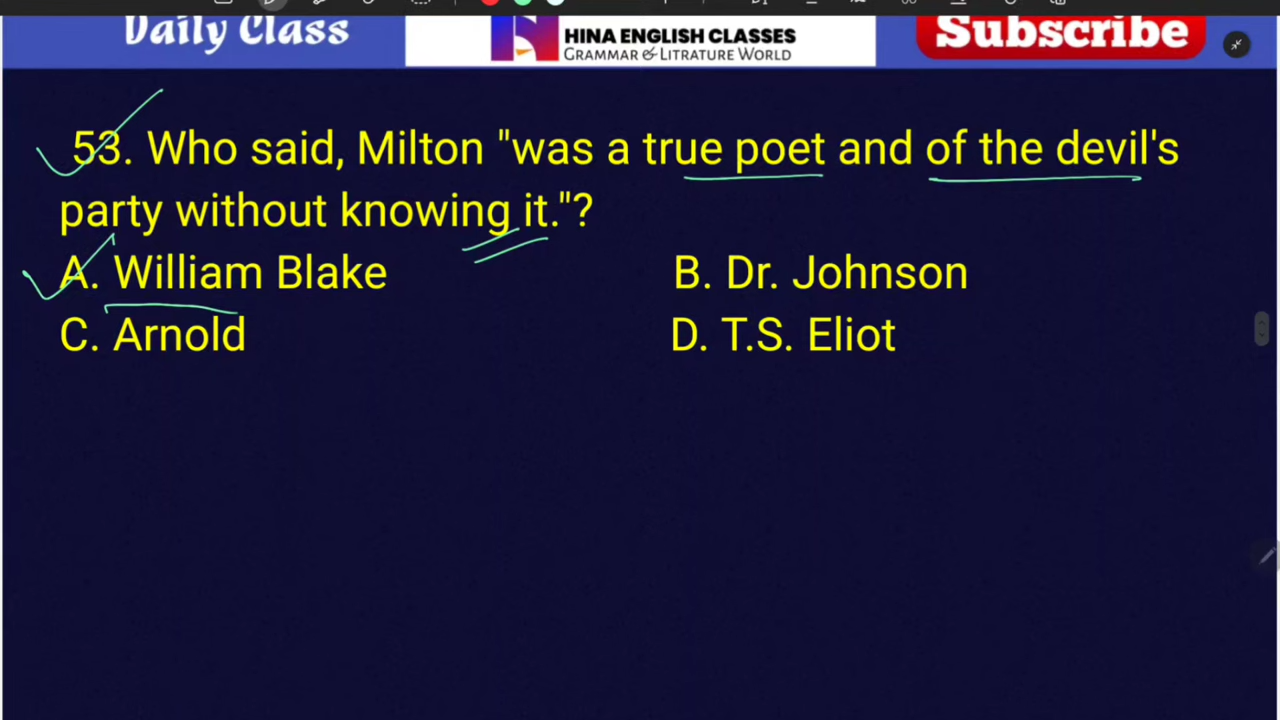 Daily Class
HINA ENGLISH CLASSES
GRAMMAR & LITRATURE WORLD
Subscribe
53. Who said, Milton "was a true poet and of the devil's
party without knowing it."?
A. William Blake B. Dr. Johnson
C. Arnold D. T.S. Eliot